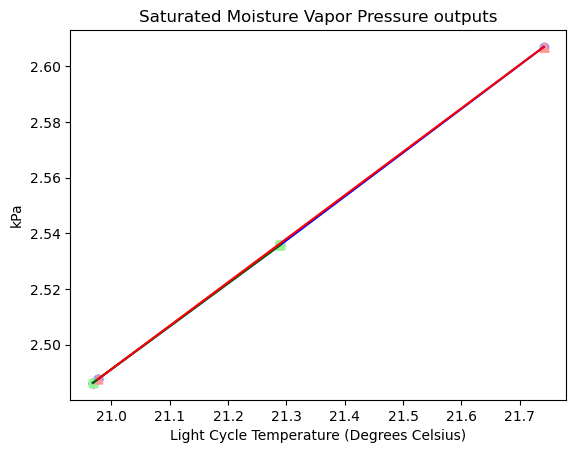 Saturated Moisture Vapor Pressure outputs
2.60
2.58
2.56
2.54
2.52
2.50
kPa
21.0 21.1 21.2 21.3 21.4 21.5 21.6 21.7
Light Cycle Temperature (Degrees Celsius)